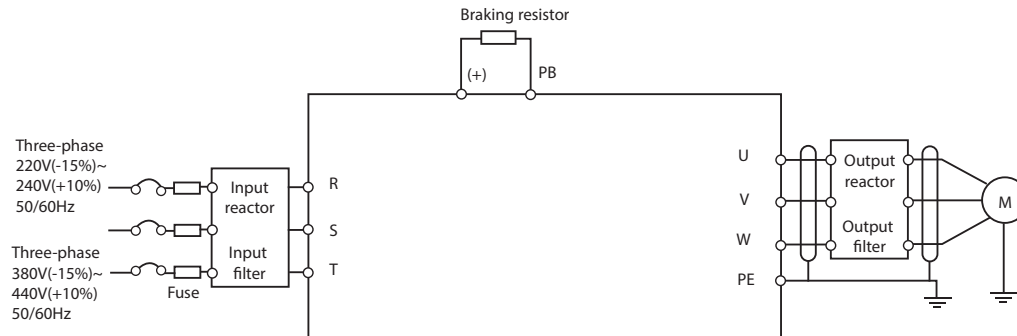 Braking resistor
(+)
PB
Three-phase
220V(-15%)~
240V(+10%)
50/60Hz
Three-phase
380V(-15%)~
440V(+10%)
50/60Hz
Fuse
Input
reactor
Input
filter
R
S
T
U
V
W
PE
Output
reactor
Output
filter
M